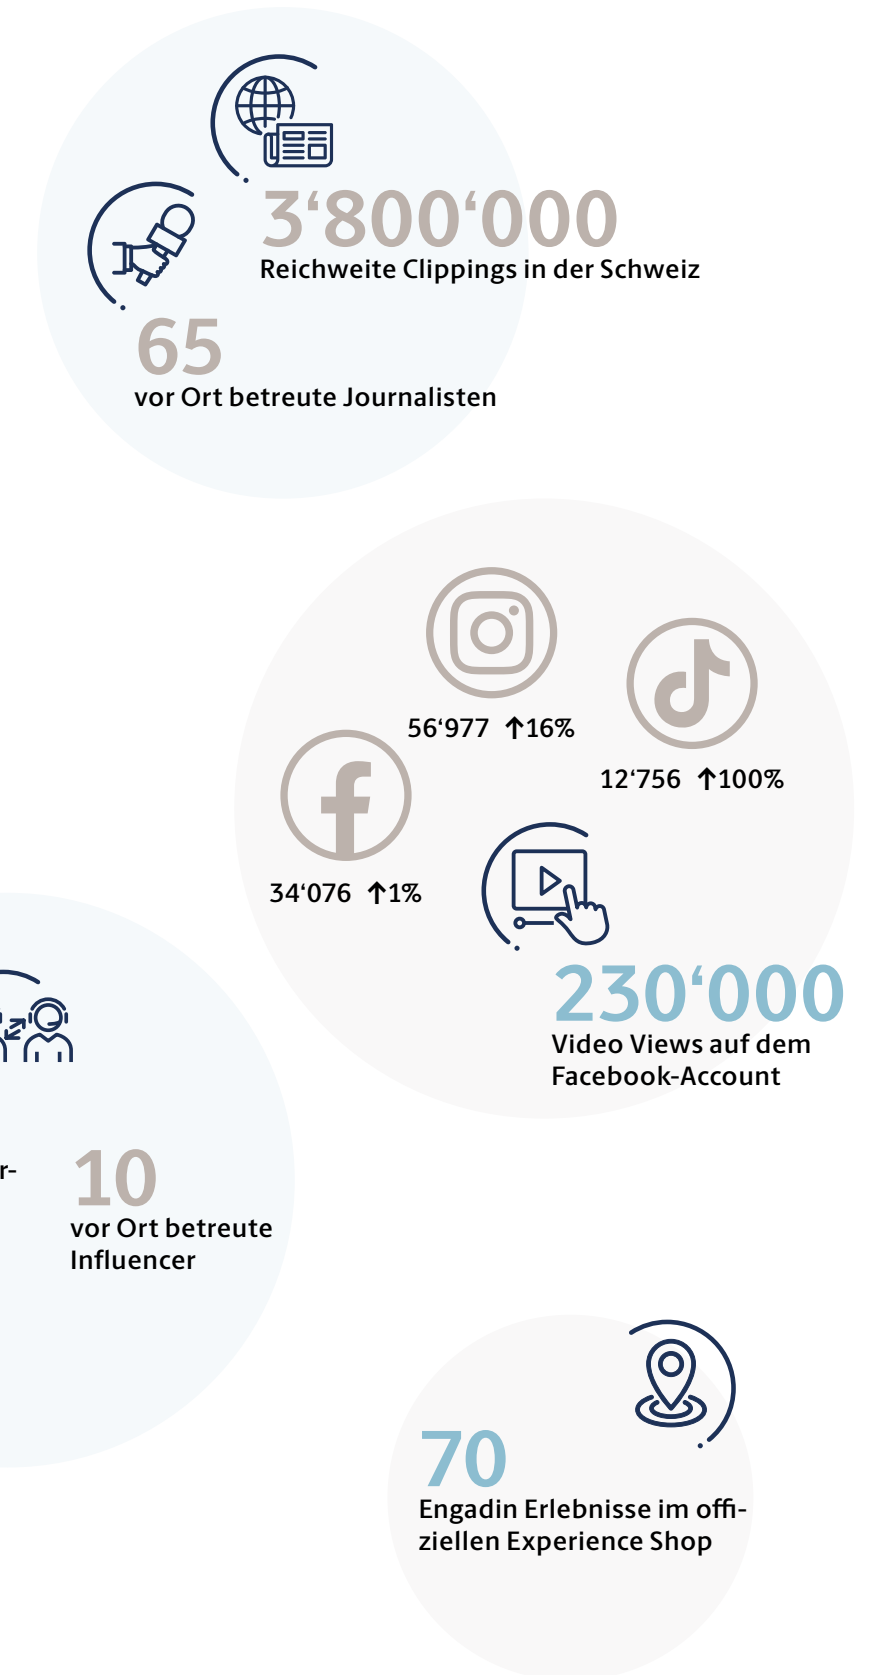 3‘800‘000
Reichweite Clippings in der Schweiz
65
vor Ort betreute Journalisten
56‘977 ↑16%
12‘756 ↑100%
34‘076 ↑1%
230‘000
Video Views auf dem
Facebook-Account
r-
10
vor Ort betreute
Influencer
70
Engadin Erlebnisse im offi-
ziellen Experience Shop